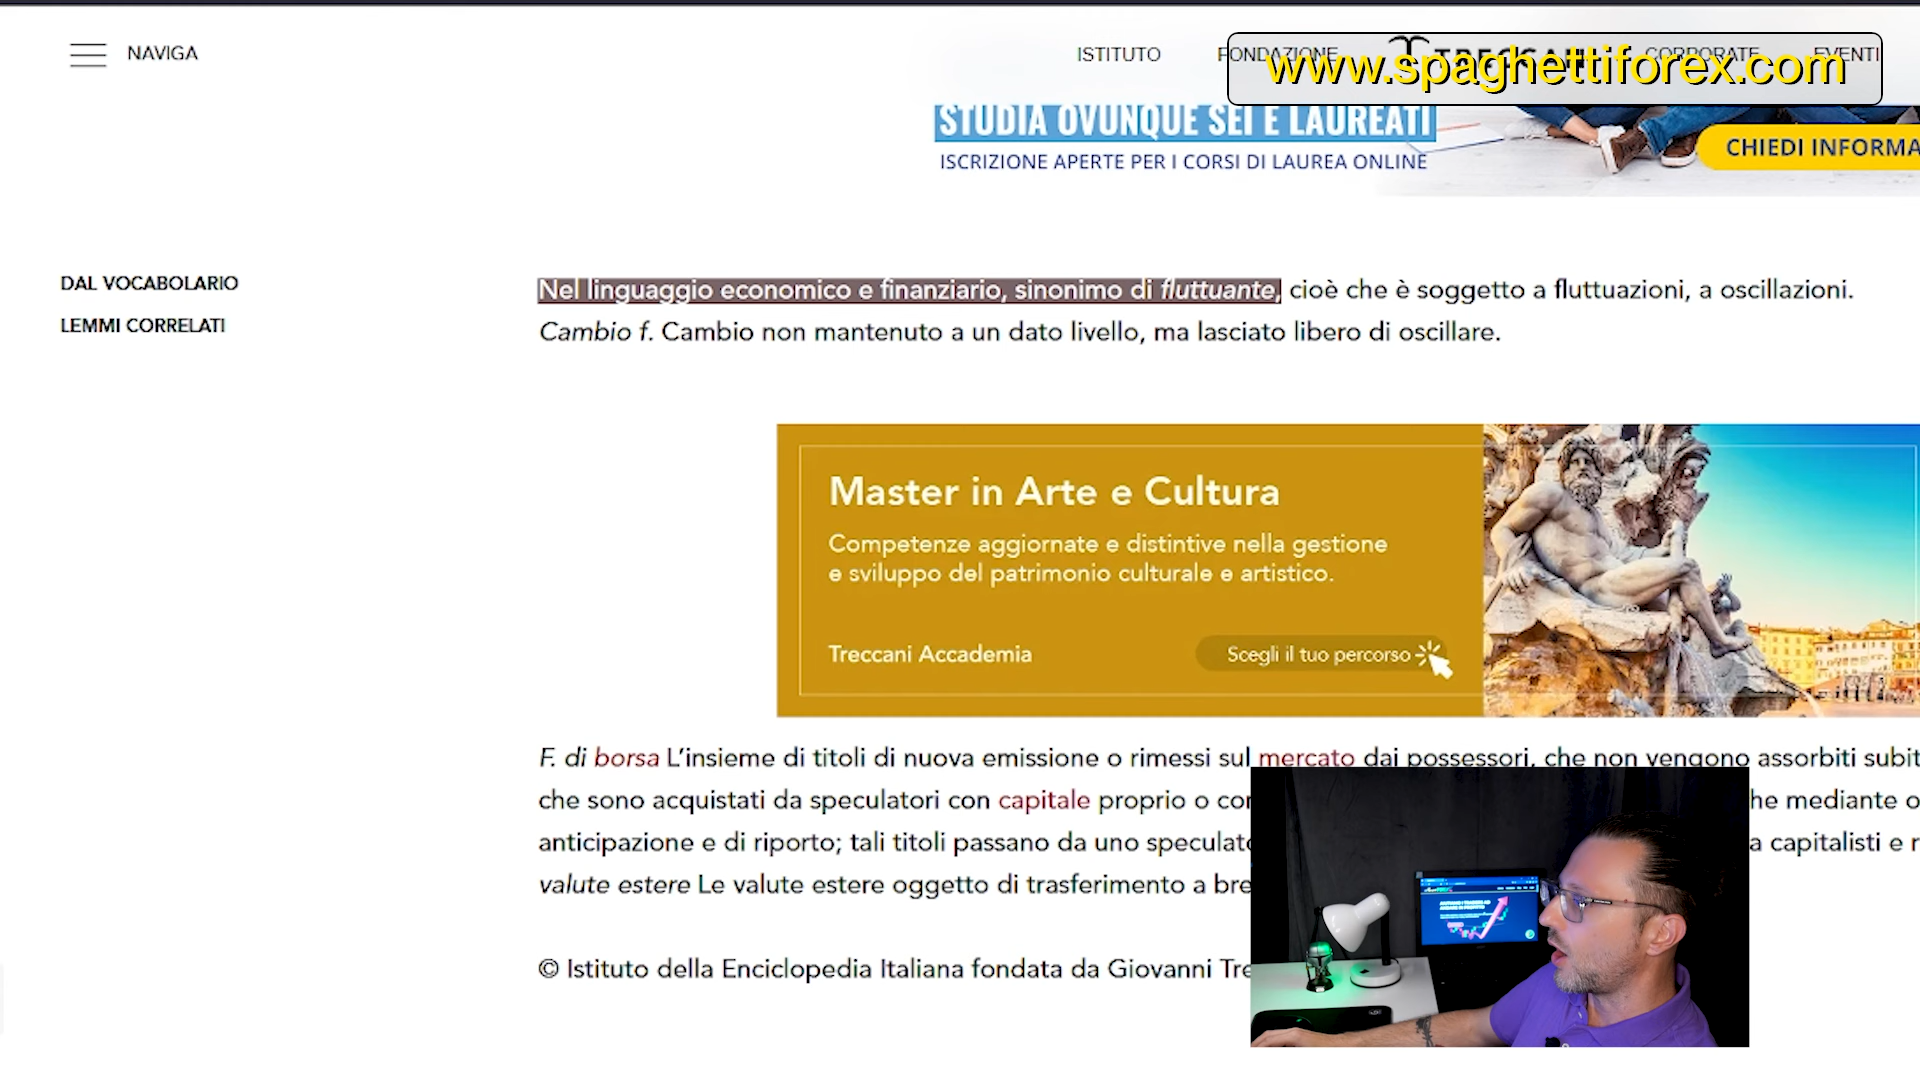 NAVIGA
ISTITUTO
FONDAZIONE
CORPORATE
EVENTI
www.spaghettiforex.com
STUDIA OVUNQUE SEI E LAUREATI
ISCRIZIONE APERTE PER I CORSI DI LAUREA ONLINE
CHIEDI INFORMA
DAL VOCABOLARIO
LEMMI CORRELATI
Nel linguaggio economico e finanziario, sinonimo di fluttuante, cioè che è soggetto a fluttuazioni, a oscillazioni.
Cambio f. Cambio non mantenuto a un dato livello, ma lasciato libero di oscillare.
Master in Arte e Cultura
Competenze aggiornate e distintive nella gestione
e sviluppo del patrimonio culturale e artistico.
Treccani Accademia
Scegli il tuo percorso
F. di borsa L’insieme di titoli di nuova emissione o rimessi sul mercato dai possessori, che non vengono assorbiti subit
che sono acquistati da speculatori con capitale proprio o cor he mediante o
anticipazione e di riporto; tali titoli passano da uno speculato a capitalisti e r
valute estere Le valute estere oggetto di trasferimento a bre
© Istituto della Enciclopedia Italiana fondata da Giovanni Tre